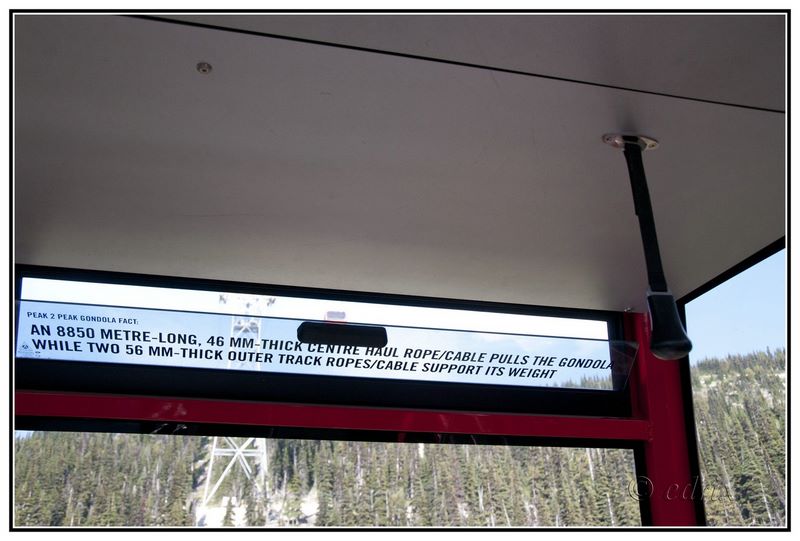 PEAK 2 PEAK GONDOLA FACT:
AN 8850 METRE-LONG, 46 MM-THICK CENTRE HAUL ROPE/CABLE PULLS THE GONDOLA
WHILE TWO 56 MM-THICK OUTER TRACK ROPES/CABLE SUPPORT ITS WEIGHT